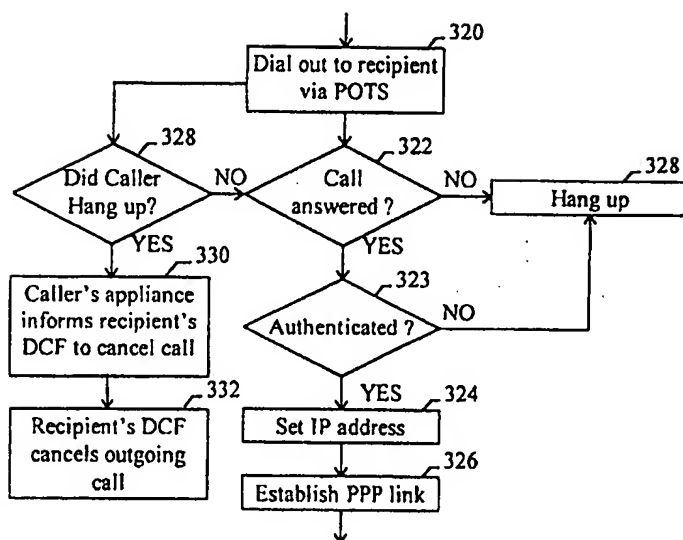 320
Dial out to recipient
via POTS
328
Did Caller
Hang up?
NO
YES
322
Call
answered ?
NO
YES
328
Hang up
330
Caller's appliance
informs recipient's
DCF to cancel call
323
Authenticated ?
NO
YES
332
Recipient's DCF
cancels outgoing
call
324
Set IP address
326
Establish PPP link